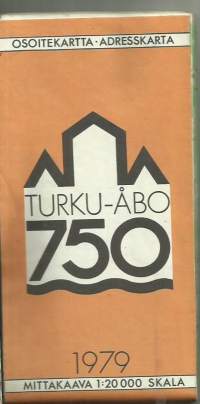 OSOITEKARTTA · ADRESSKARTA
TURKU-ÅBO
750
1979
MITTAKAAVA 1:20 000 SKALA